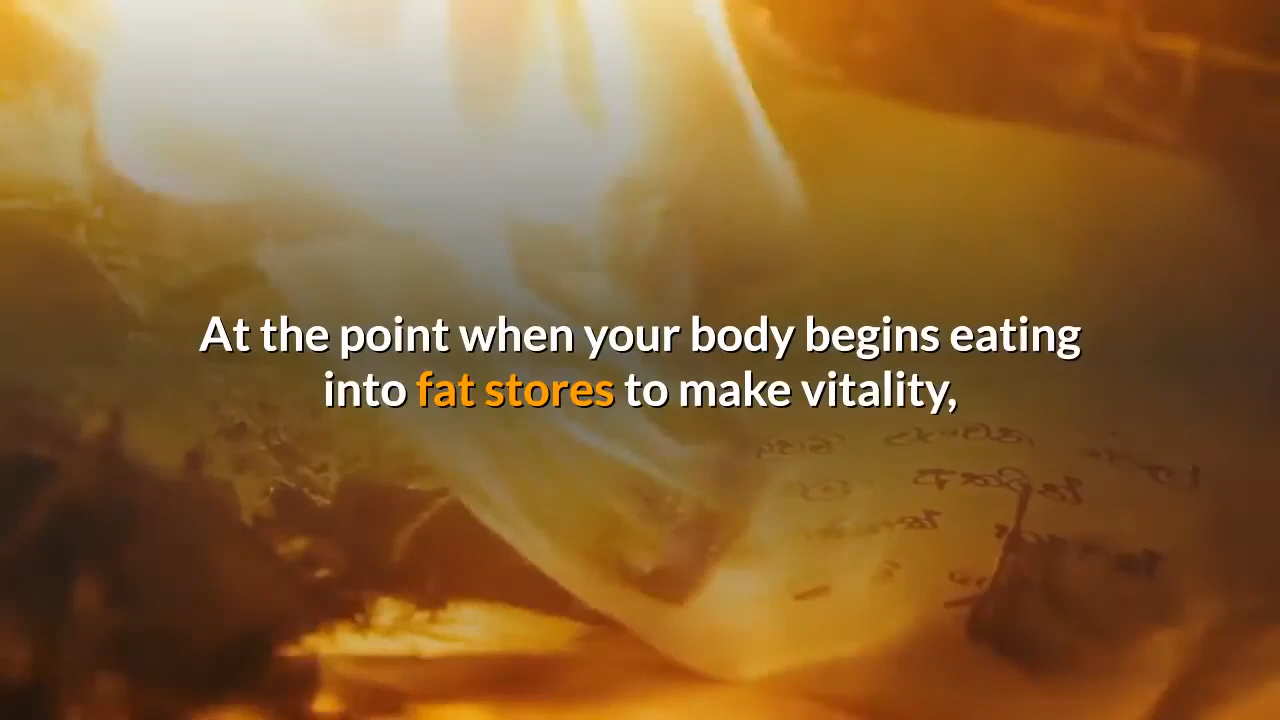 At the point when your body begins eating
into fat stores to make vitality,